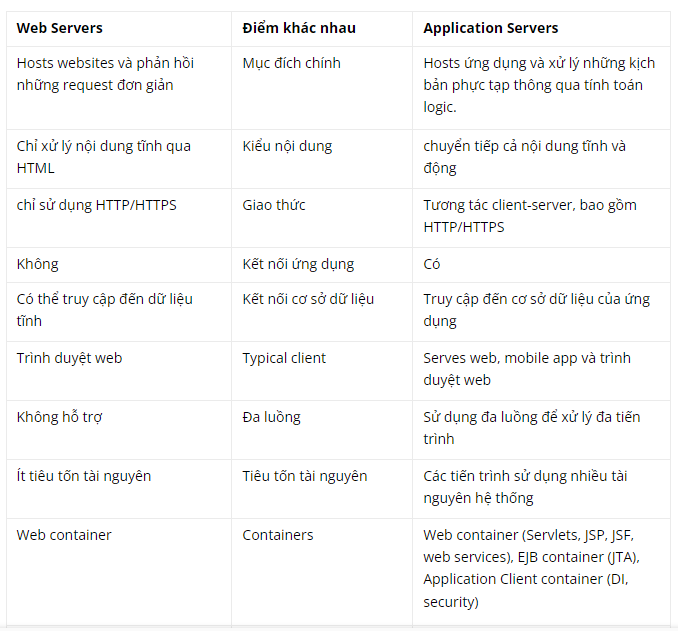 Web Servers
Điểm khác nhau
Application Servers
Hosts websites và phản hồi
những request đơn giản
Mục đích chính
Hosts ứng dụng và xử lý những kịch
bản phực tạp thông qua tính toán
logic.
Chỉ xử lý nội dung tĩnh qua
HTML
Kiểu nội dung
chuyển tiếp cả nội dung tĩnh và
động
chỉ sử dụng HTTP/HTTPS
Giao thức
Tương tác client-server, bao gồm
HTTP/HTTPS
Không
Kết nối ứng dụng
Có
Có thể truy cập đến dữ liệu
tĩnh
Kết nối cơ sở dữ liệu
Truy cập đến cơ sở dữ liệu của ứng
dụng
Trình duyệt web
Typical client
Serves web, mobile app và trình
duyệt web
Không hỗ trợ
Đa luồng
Sử dụng đa luồng để xử lý đa tiến
trình
Ít tiêu tốn tài nguyên
Tiêu tốn tài nguyên
Các tiến trình sử dụng nhiều tài
nguyên hệ thống
Web container
Containers
Web container (Servlets, JSP, JSF,
web services), EJB container (JTA),
Application Client container (DI,
security)